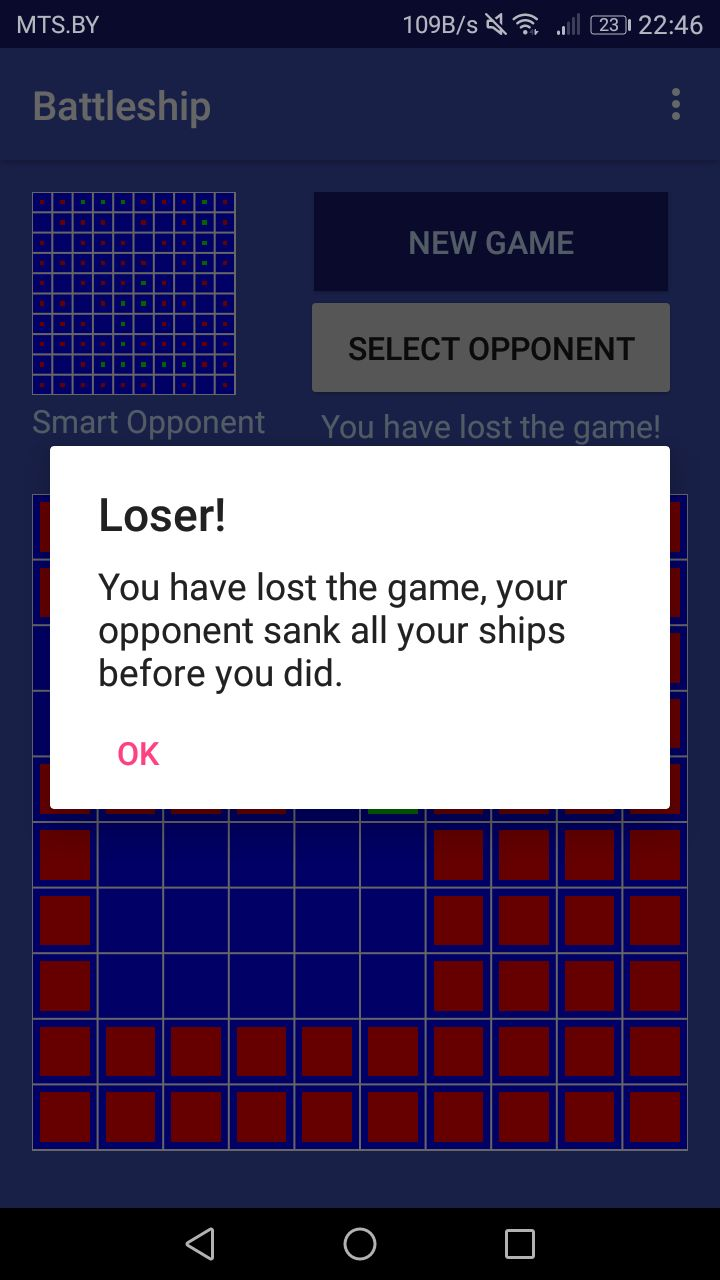 MTS.BY 109B/s 23 22:46
Battleship
NEW GAME
SELECT OPPONENT
Smart Opponent
You have lost the game!
Loser!
You have lost the game, your
opponent sank all your ships
before you did.
OK